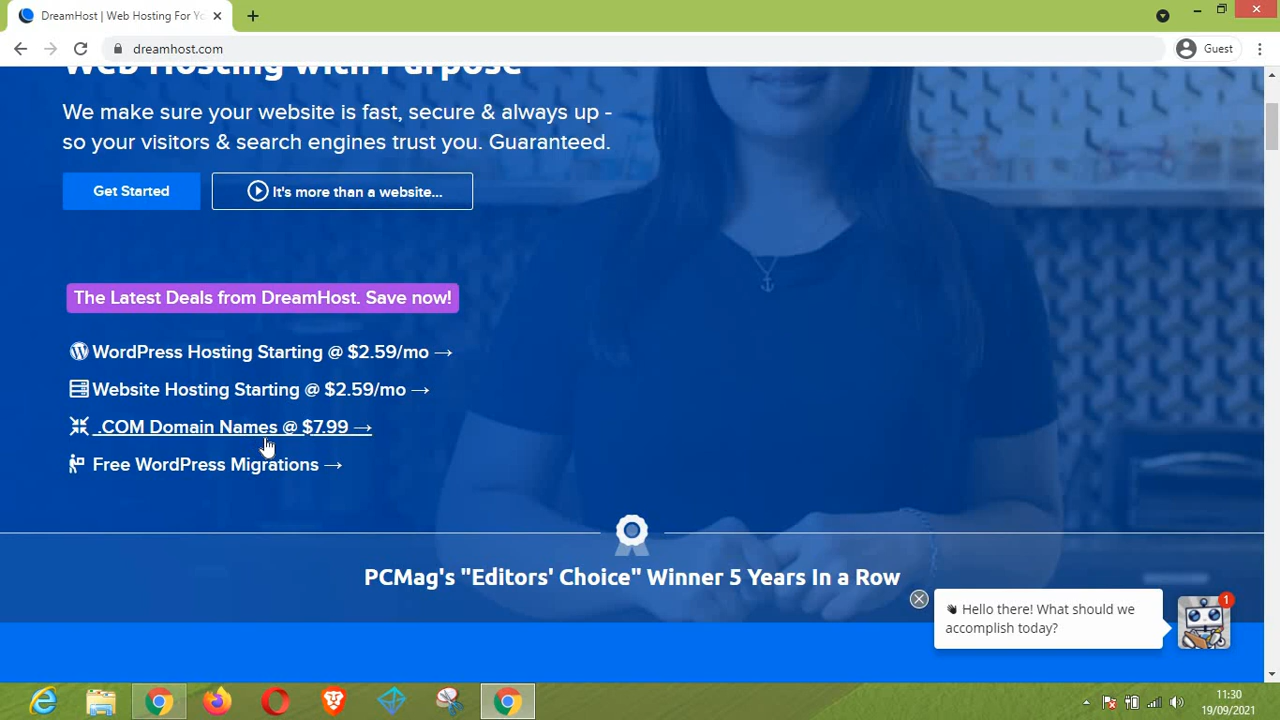 DreamHost | Web Hosting For Yo
dreamhost.com
Guest
Web Hosting with Purpose
We make sure your website is fast, secure & always up -
so your visitors & search engines trust you. Guaranteed.
Get Started
It's more than a website...
The Latest Deals from DreamHost. Save now!
WordPress Hosting Starting @ $2.59/mo →
Website Hosting Starting @ $2.59/mo →
.COM Domain Names @ $7.99 →
Free WordPress Migrations →
PCMag's "Editors' Choice" Winner 5 Years In a Row
👋 Hello there! What should we
accomplish today?
1
11:30
19/09/2021